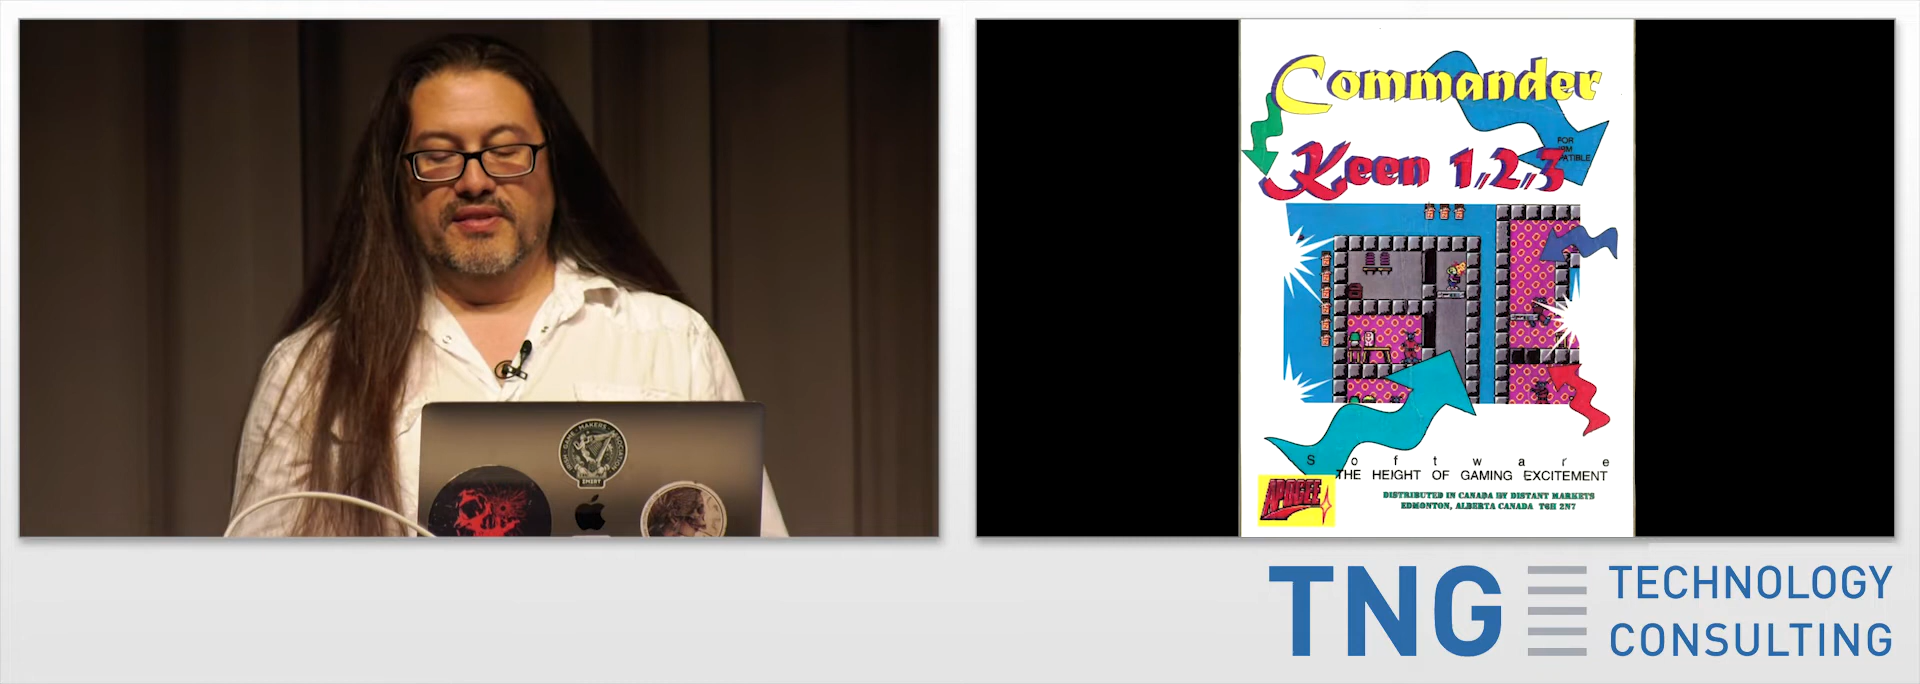 Commander
FOR
Keen 1,2,3
Software
THE HEIGHT OF GAMING EXCITEMENT
APOGEE
DISTRIBUTED IN CANADA BY DISTANT MARKETS
EDMONTON, ALBERTA CANADA T6H 2N7
TNG TECHNOLOGY
CONSULTING